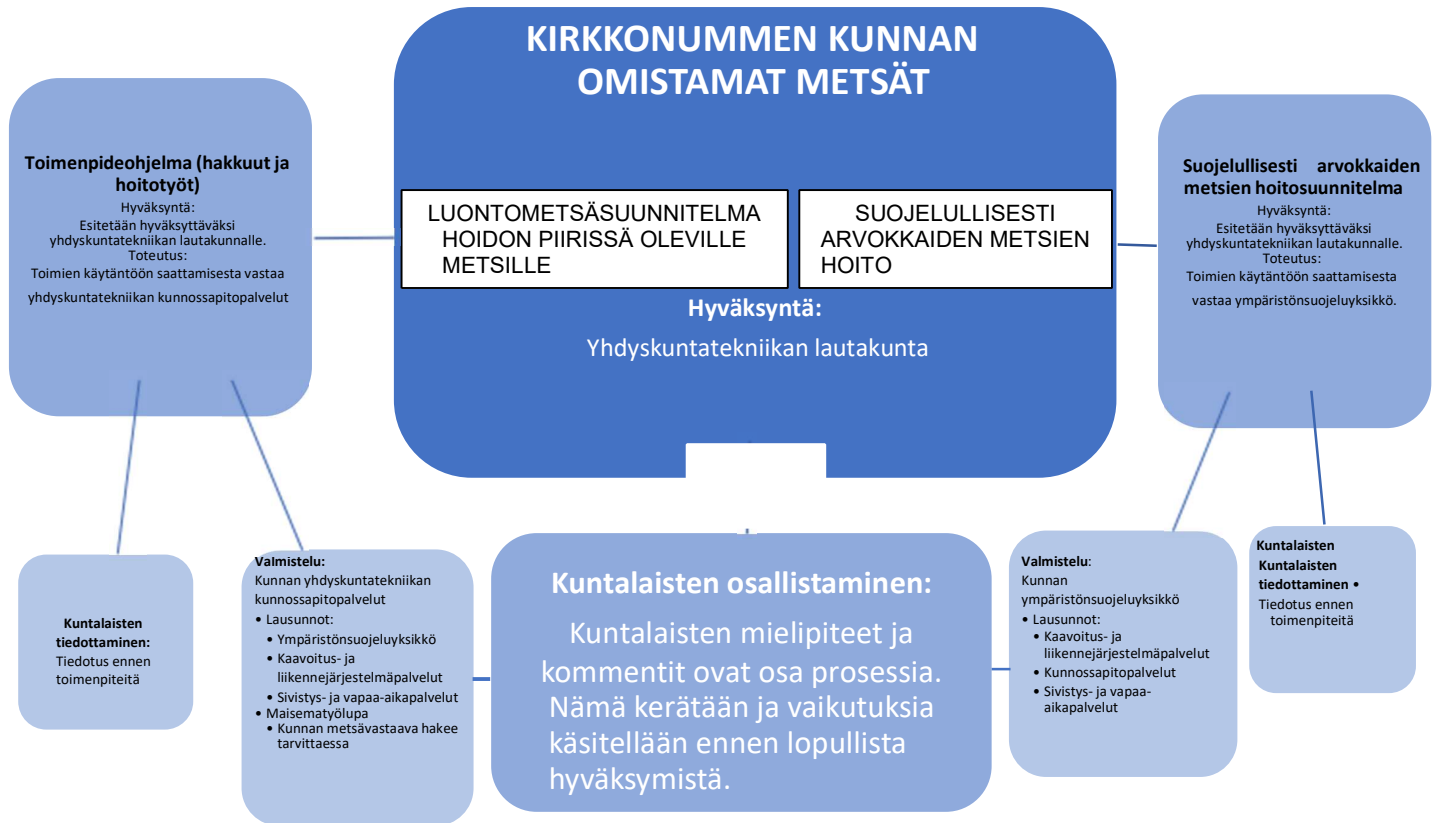 KIRKKONUMMEN KUNNAN
OMISTAMAT METSÄT
LUONTOMETSÄSUUNNITELMA
HOIDON PIIRISSÄ OLEVILLE
METSILLE
SUOJELULLISESTI
ARVOKKAIDEN METSIEN
HOITO
Hyväksyntä:
Yhdyskuntatekniikan lautakunta
Toimenpideohjelma (hakkuut ja
hoitotyöt)
Hyväksyntä:
Esitetään hyväksyttäväksi
yhdyskuntatekniikan lautakunnalle.
Toteutus:
Toimien käytäntöön saattamisesta vastaa
yhdyskuntatekniikan kunnossapitopalvelut
Suojelullisesti arvokkaiden
metsien hoitosuunnitelma
Hyväksyntä:
Esitetään hyväksyttäväksi
yhdyskuntatekniikan lautakunnalle.
Toteutus:
Toimien käytäntöön saattamisesta
vastaa ympäristönsuojeluyksikkö.
Kuntalaisten
tiedottaminen:
Tiedotus ennen
toimenpiteitä
Valmistelu:
Kunnan yhdyskuntatekniikan
kunnossapitopalvelut
• Lausunnot:
• Ympäristönsuojeluyksikkö
• Kaavoitus- ja
liikennejärjestelmäpalvelut
• Sivistys- ja vapaa-aikapalvelut
• Maisematyölupa
• Kunnan metsävastaava hakee
tarvittaessa
Kuntalaisten osallistaminen:
Kuntalaisten mielipiteet ja
kommentit ovat osa prosessia.
Nämä kerätään ja vaikutuksia
käsitellään ennen lopullista
hyväksymistä.
Valmistelu:
Kunnan
ympäristönsuojeluyksikkö
• Lausunnot:
• Kaavoitus- ja
liikennejärjestelmäpalvelut
• Kunnossapitopalvelut
• Sivistys- ja vapaa-
aikapalvelut
Kuntalaisten
Kuntalaisten
tiedottaminen •
Tiedotus ennen
toimenpiteitä